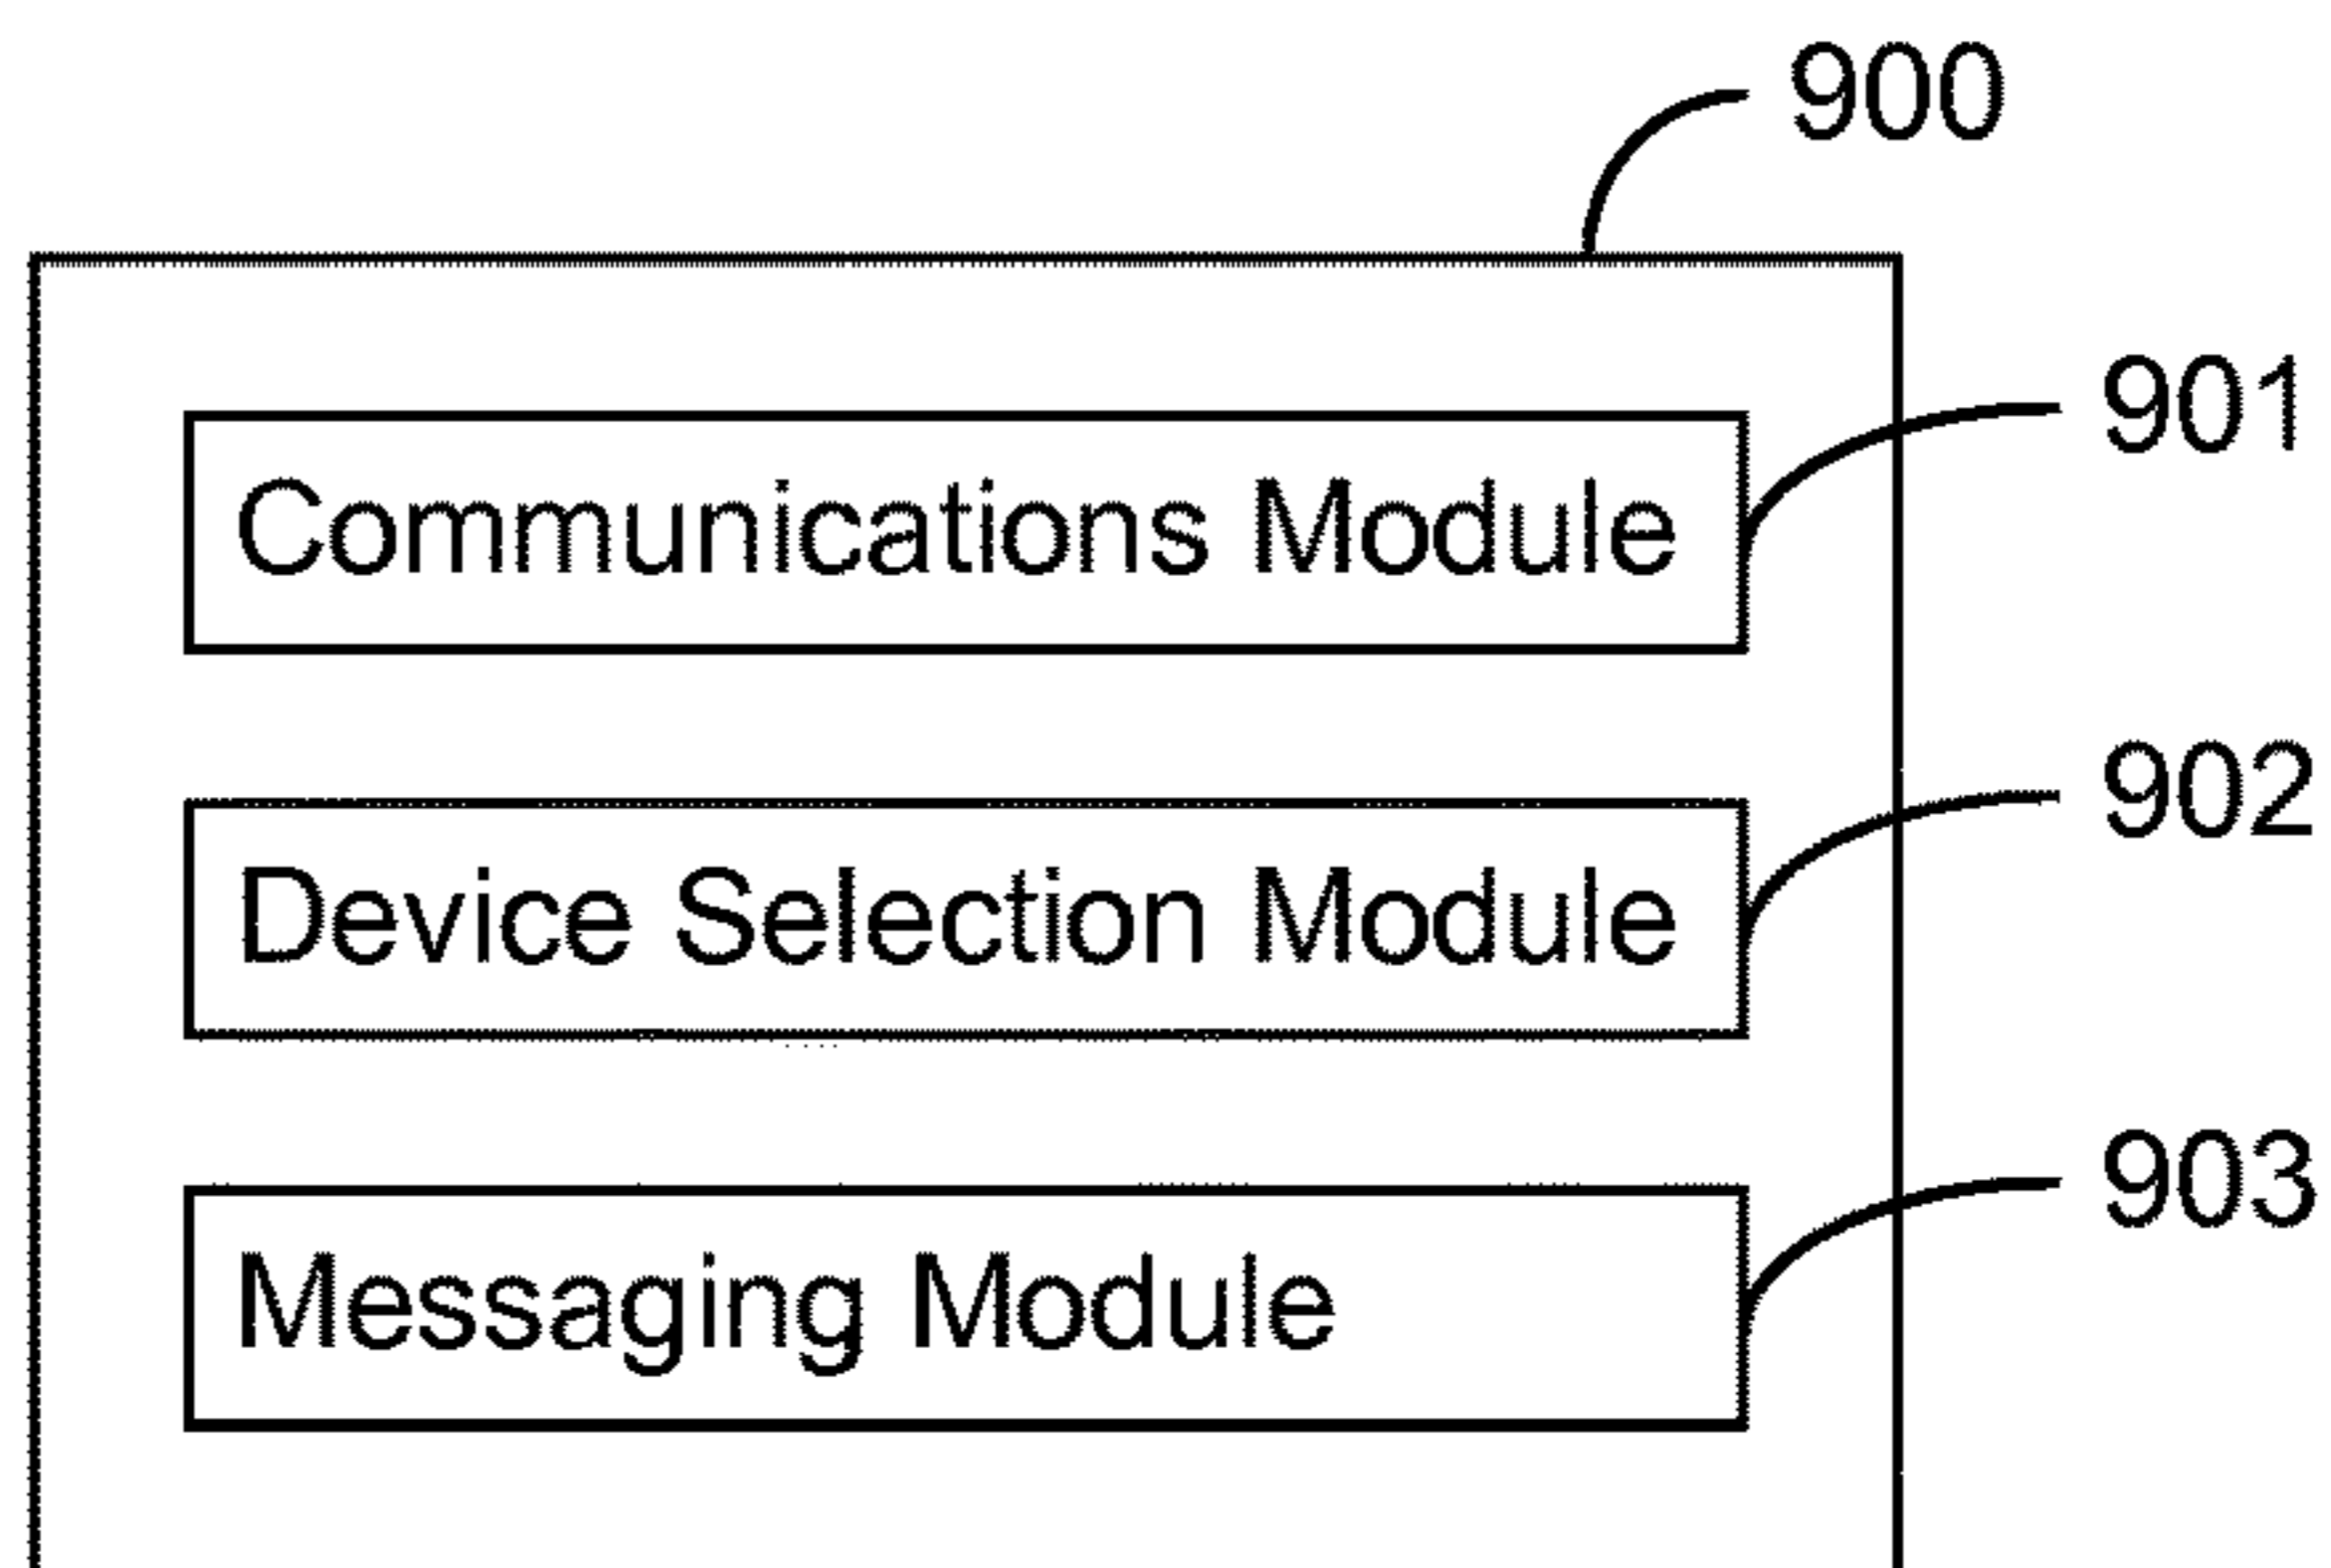 900
901
Communications Module
902
Device Selection Module
903
Messaging Module